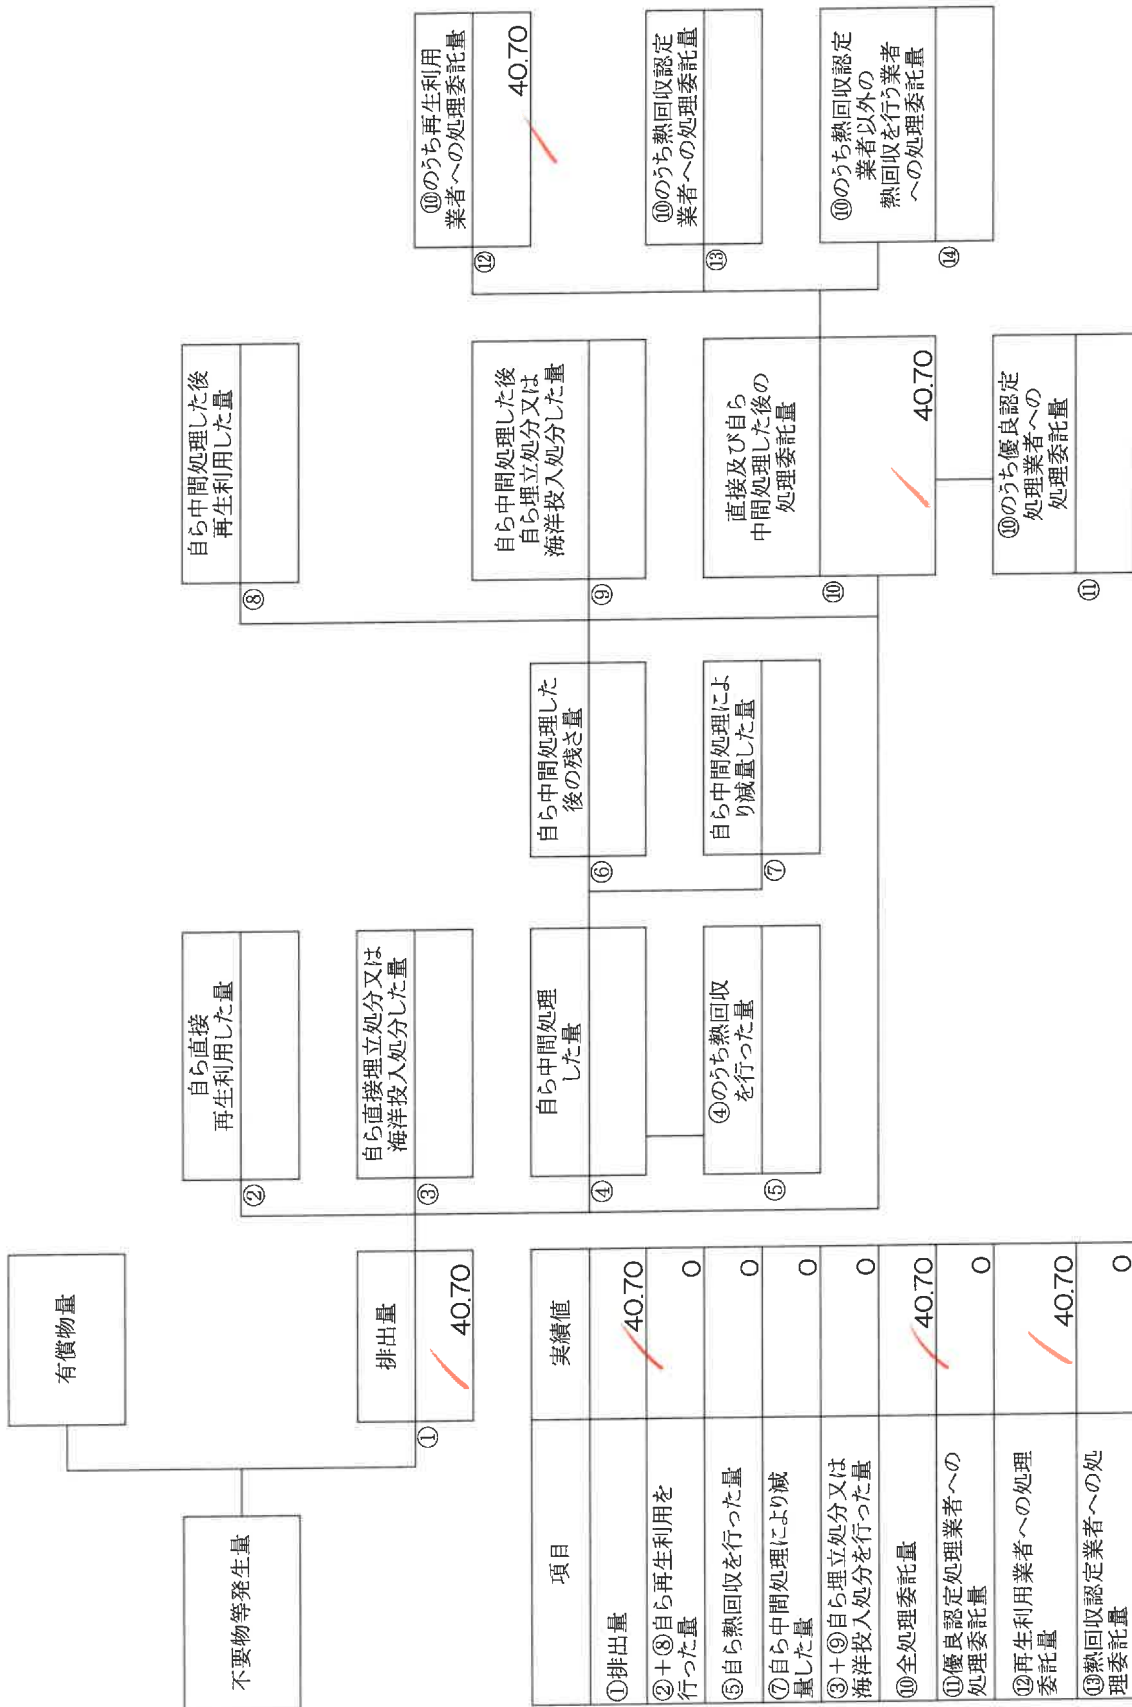 不要物等発生量
有償物量
排出量
①
40.70
自ら直接
再生利用した量
②
自ら直接埋立処分又は
海洋投入処分した量
③
自ら中間処理
した量
④
④のうち熱回収
を行った量
⑤
自ら中間処理した
後の残さ量
⑥
自ら中間処理によ
り減量した量
⑦
自ら中間処理した後
再生利用した量
⑧
自ら中間処理した後
自ら埋立処分又は
海洋投入処分した量
⑨
直接及び自ら
中間処理した後の
処理委託量
⑩
40.70
⑩のうち優良認定
処理業者への
処理委託量
⑪
⑩のうち再生利用
業者への処理委託量
⑫
40.70
⑩のうち熱回収認定
業者への処理委託量
⑬
⑩のうち熱回収認定
業者以外の
熱回収を行う業者
への処理委託量
⑭
項目 実績値
①排出量 40.70
②+⑧自ら再生利用を
行った量 0
⑤自ら熱回収を行った量 0
⑦自ら中間処理により減
量した量 0
③+⑨自ら埋立処分又は
海洋投入処分を行った量 0
⑩全処理委託量 40.70
⑪優良認定処理業者への
処理委託量 0
⑫再生利用業者への処理
委託量 40.70
⑬熱回収認定業者への処
理委託量 0